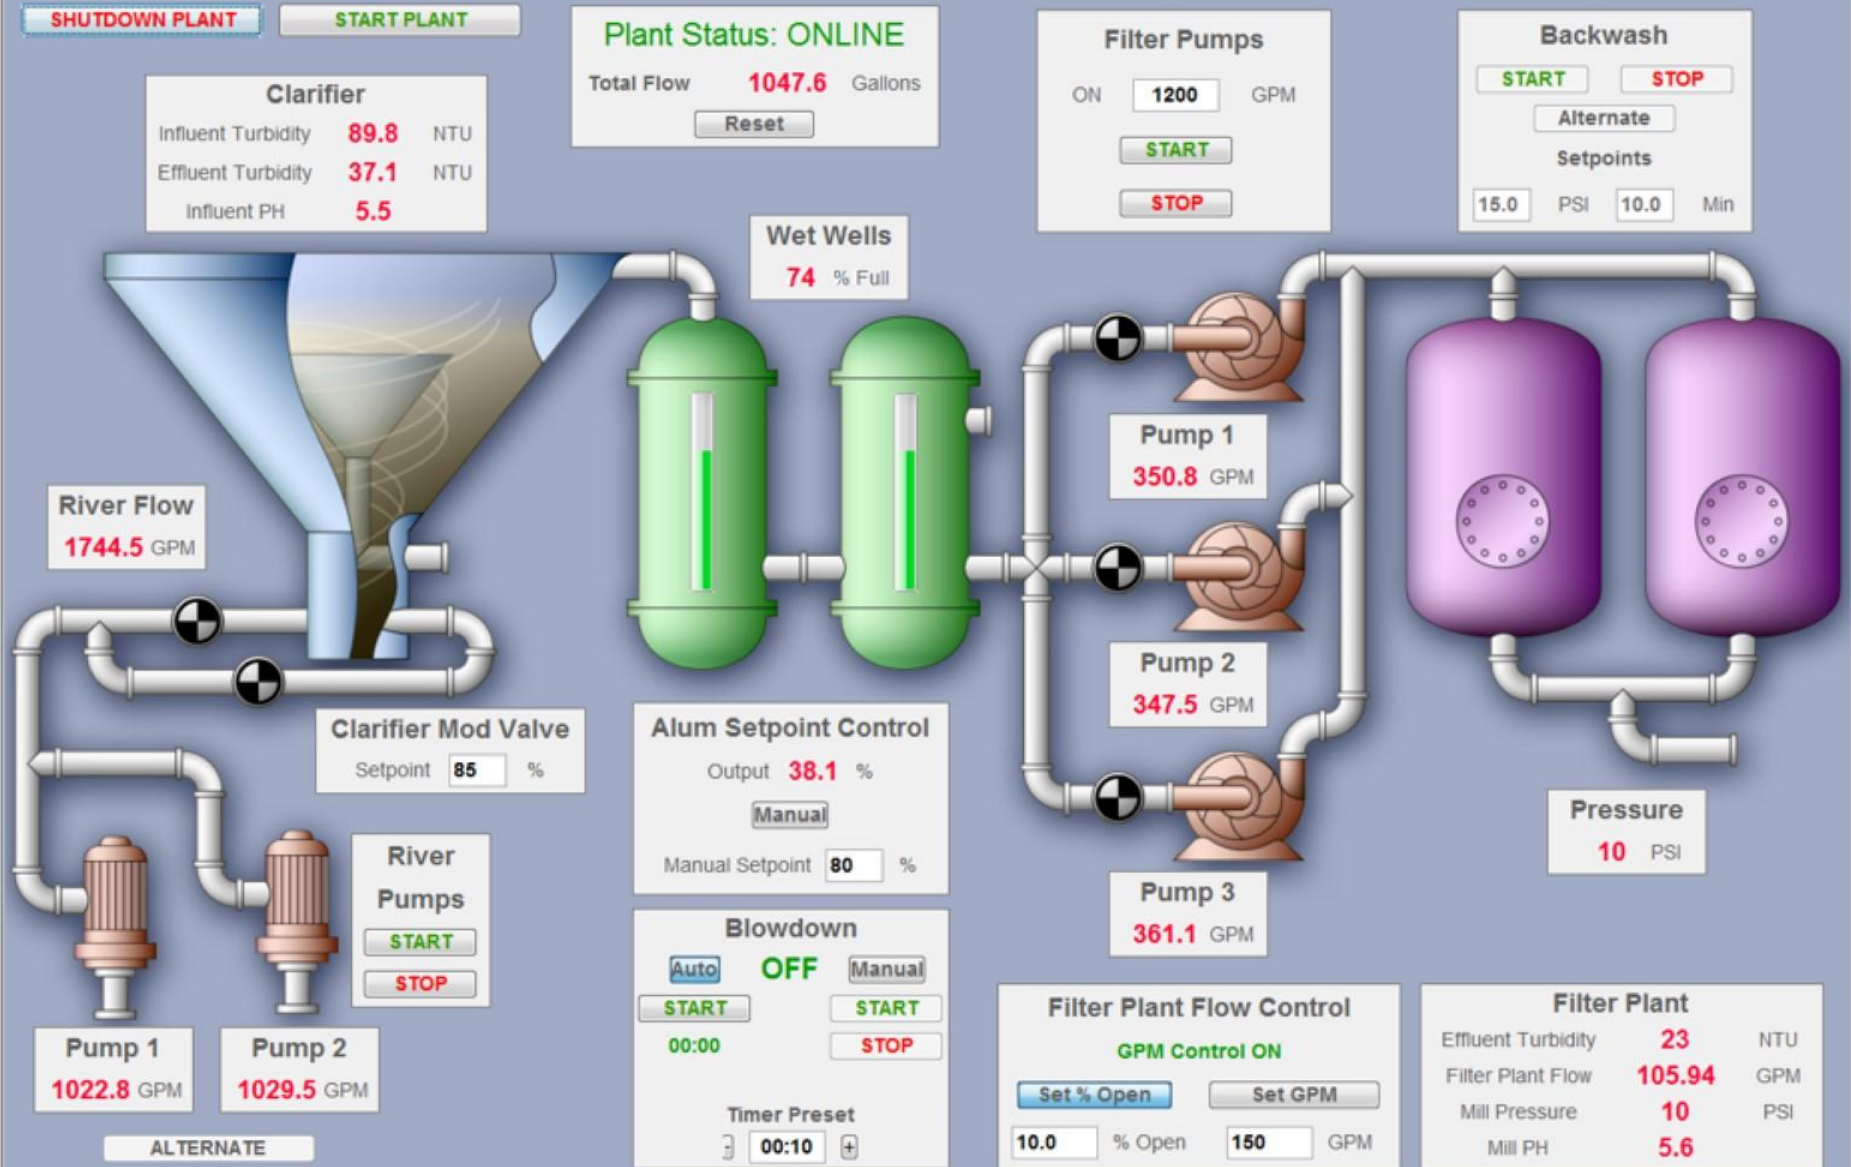 SHUTDOWN PLANT
START PLANT
Plant Status: ONLINE
Total Flow 1047.6 Gallons
Reset
Filter Pumps
ON 1200 GPM
START
STOP
Backwash
START STOP
Alternate
Setpoints
15.0 PSI 10.0 Min
Clarifier
Influent Turbidity 89.8 NTU
Effluent Turbidity 37.1 NTU
Influent PH 5.5
Wet Wells
74 % Full
Pump 1
350.8 GPM
River Flow
1744.5 GPM
Pump 2
347.5 GPM
Clarifier Mod Valve
Setpoint 85 %
Alum Setpoint Control
Output 38.1 %
Manual
Manual Setpoint 80 %
Pressure
10 PSI
River
Pumps
START
STOP
Pump 3
361.1 GPM
Blowdown
Auto OFF Manual
START START
00:00 STOP
Timer Preset
- 00:10 +
Pump 1
1022.8 GPM
Pump 2
1029.5 GPM
ALTERNATE
Filter Plant Flow Control
GPM Control ON
Set % Open Set GPM
10.0 % Open 150 GPM
Filter Plant
Effluent Turbidity 23 NTU
Filter Plant Flow 105.94 GPM
Mill Pressure 10 PSI
Mill PH 5.6